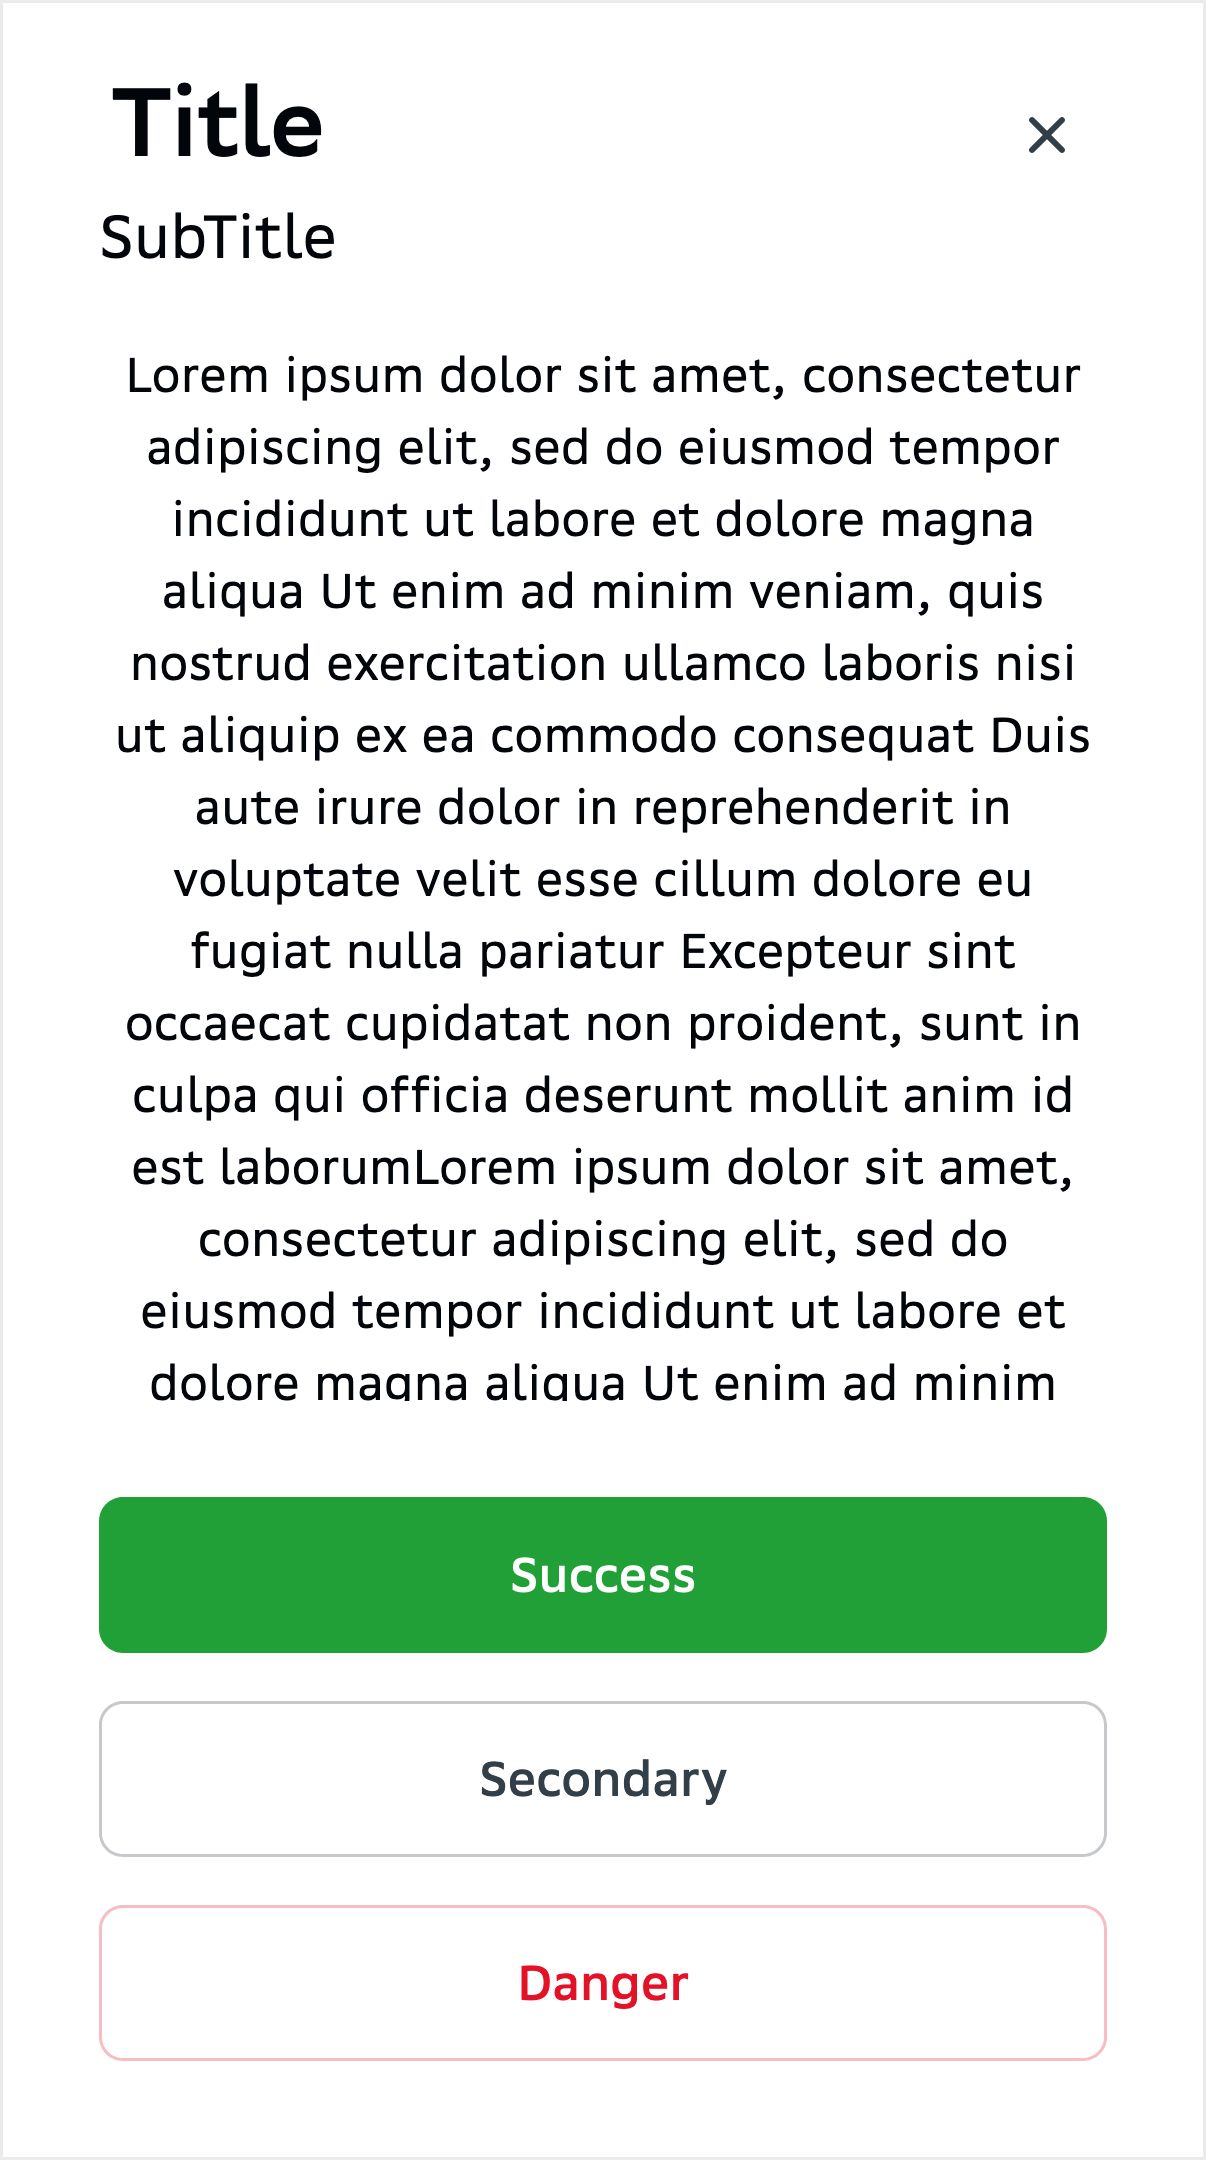 Title
SubTitle
Lorem ipsum dolor sit amet, consectetur
adipiscing elit, sed do eiusmod tempor
incididunt ut labore et dolore magna
aliqua Ut enim ad minim veniam, quis
nostrud exercitation ullamco laboris nisi
ut aliquip ex ea commodo consequat Duis
aute irure dolor in reprehenderit in
voluptate velit esse cillum dolore eu
fugiat nulla pariatur Excepteur sint
occaecat cupidatat non proident, sunt in
culpa qui officia deserunt mollit anim id
est laborumLorem ipsum dolor sit amet,
consectetur adipiscing elit, sed do
eiusmod tempor incididunt ut labore et
dolore magna aliqua Ut enim ad minim
Success
Secondary
Danger